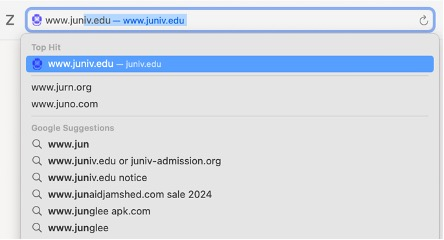 Z www.juniv.edu — www.juniv.edu
Top Hit
www.juniv.edu — juniv.edu
www.jurn.org
www.juno.com
Google Suggestions
www.jun
www.juniv.edu or juniv-admission.org
www.juniv.edu notice
www.junaidjamshed.com sale 2024
www.junglee apk.com
www.junglee